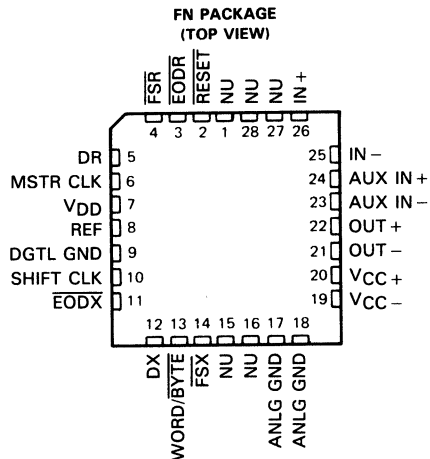 FN PACKAGE
(TOP VIEW)
FSR
EODR
RESET
NU
NU
NU
IN+
4 3 2 1 28 27 26
DR 5
MSTR CLK 6
VDD 7
REF 8
DGTL GND 9
SHIFT CLK 10
EODX 11
25 IN−
24 AUX IN+
23 AUX IN−
22 OUT+
21 OUT−
20 VCC+
19 VCC−
12 13 14 15 16 17 18
DX
WORD/BYTE
FSX
NU
NU
ANLG GND
ANLG GND